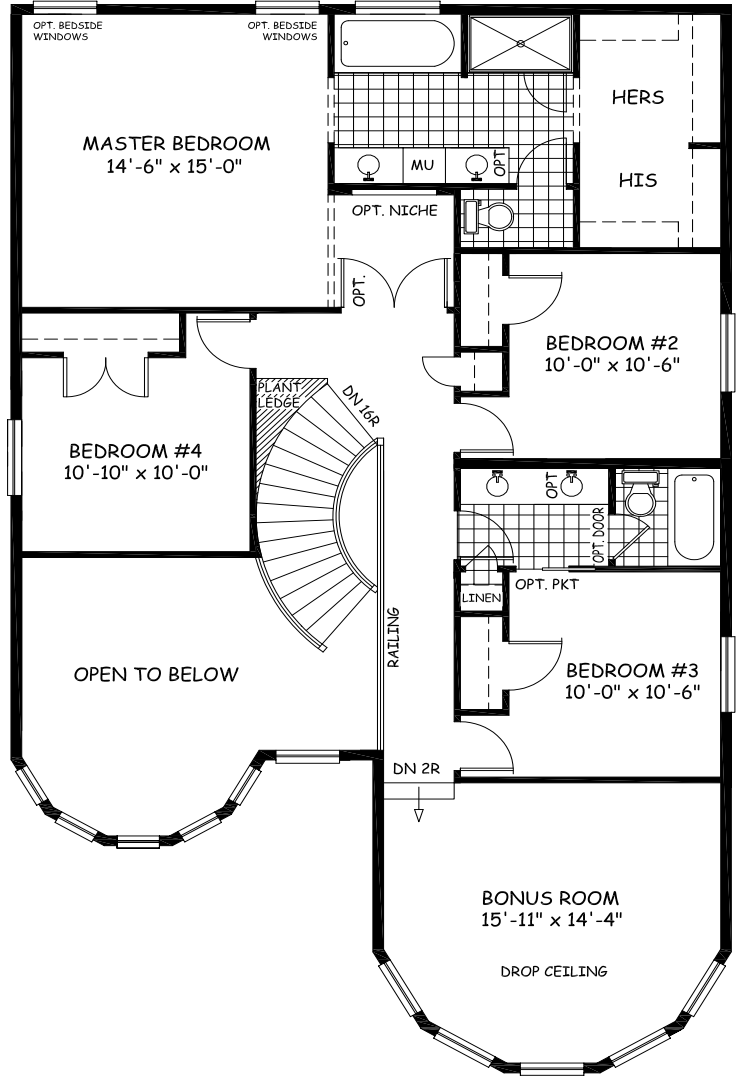 OPT. BEDSIDE
WINDOWS
OPT. BEDSIDE
WINDOWS
HERS
MASTER BEDROOM
14'-6" x 15'-0"
MU
OPT
HIS
OPT. NICHE
OPT.
BEDROOM #2
10'-0" x 10'-6"
PLANT
LEDGE
DN 16R
BEDROOM #4
10'-10" x 10'-0"
OPT
OPT. DOOR
OPT. PKT
LINEN
RAILING
OPEN TO BELOW
BEDROOM #3
10'-0" x 10'-6"
DN 2R
BONUS ROOM
15'-11" x 14'-4"
DROP CEILING